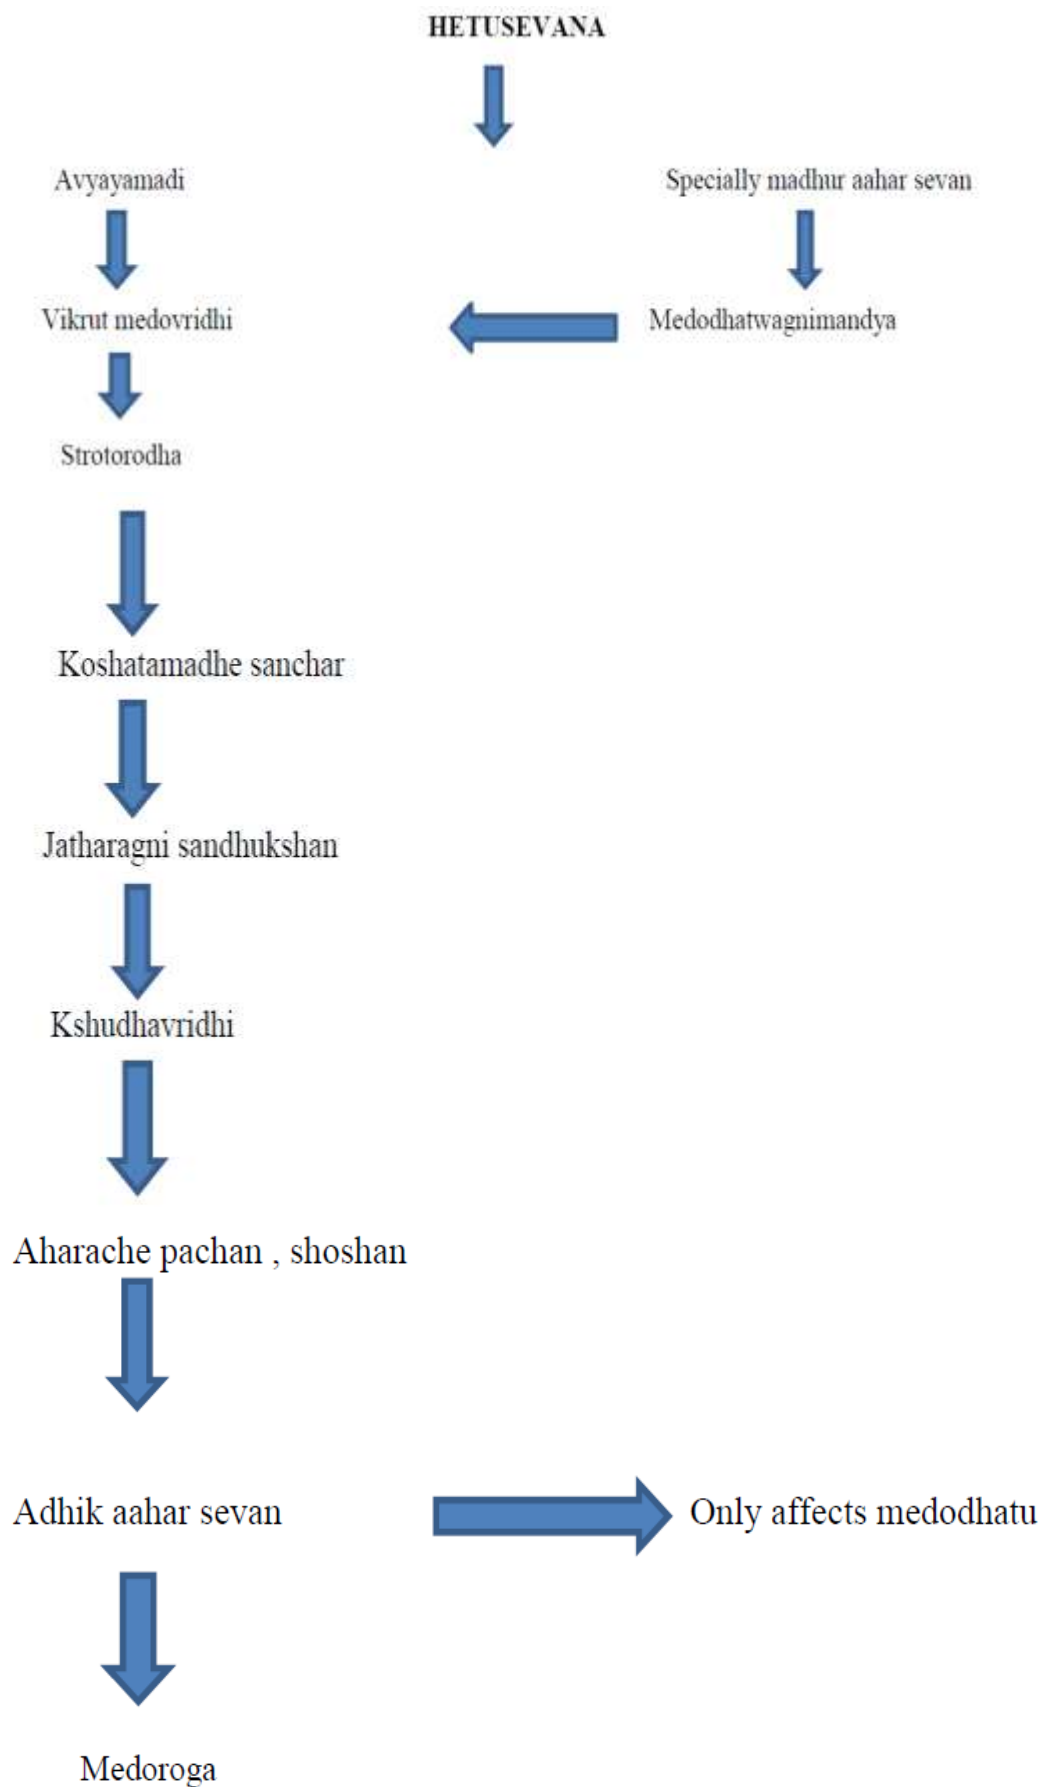 HETUSEVANA
Avyayamadi
Specially madhur aahar sevan
Vikrut medovridhi
Medodhatwagnimandya
Strotorodha
Koshatamadhe sanchar
Jatharagni sandhukshan
Kshudhavridhi
Aharache pachan , shoshan
Adhik aahar sevan
Only affects medodhatu
Medoroga